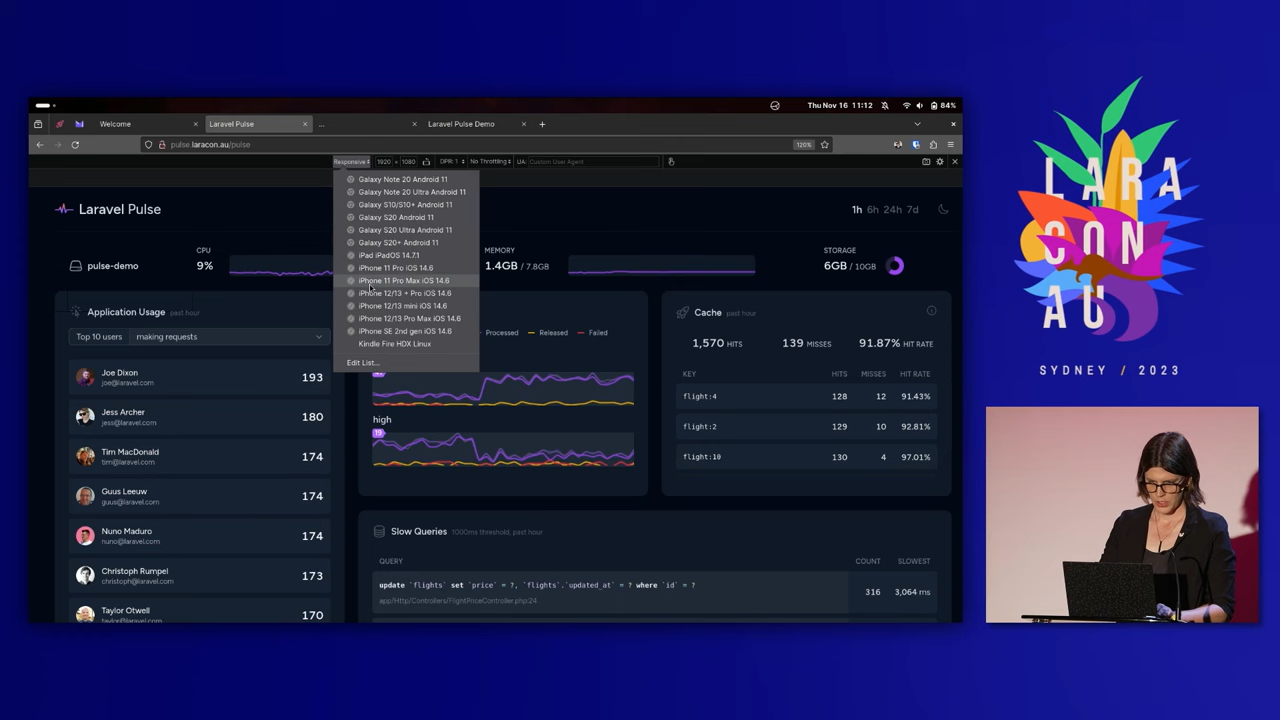 Thu Nov 16 11:12
84%
Welcome
Laravel Pulse
...
Laravel Pulse Demo
pulse.laracon.au/pulse
120%
Responsive
1920 × 1080
DPR: 1
No Throttling
UA: Custom User Agent
Galaxy Note 20 Android 11
Galaxy Note 20 Ultra Android 11
Galaxy S10/S10+ Android 11
Galaxy S20 Android 11
Galaxy S20 Ultra Android 11
Galaxy S20+ Android 11
iPad iPadOS 14.7.1
iPhone 11 Pro iOS 14.6
iPhone 11 Pro Max iOS 14.6
iPhone 12/13 + Pro iOS 14.6
iPhone 12/13 mini iOS 14.6
iPhone 12/13 Pro Max iOS 14.6
iPhone SE 2nd gen iOS 14.6
Kindle Fire HDX Linux
Edit List...
Laravel Pulse
1h 6h 24h 7d
pulse-demo
CPU
9%
MEMORY
1.4GB / 7.8GB
STORAGE
6GB / 10GB
Application Usage past hour
Top 10 users making requests
Joe Dixon
joe@laravel.com
193
Jess Archer
jess@laravel.com
180
Tim MacDonald
tim@laravel.com
174
Guus Leeuw
guus@laravel.com
174
Nuno Maduro
nuno@laravel.com
174
Christoph Rumpel
christoph@laravel.com
173
Taylor Otwell
taylor@laravel.com
170
Processed Released Failed
high
19
Cache past hour
1,570 HITS 139 MISSES 91.87% HIT RATE
KEY HITS MISSES HIT RATE
flight:4 128 12 91.43%
flight:2 129 10 92.81%
flight:10 130 4 97.01%
Slow Queries 1000ms threshold, past hour
QUERY COUNT SLOWEST
update `flights` set `price` = ?, `flights`.`updated_at` = ? where `id` = ?
app/Http/Controllers/FlightPriceController.php:24
316 3,064 ms
LARA
CON
AU
SYDNEY / 2023